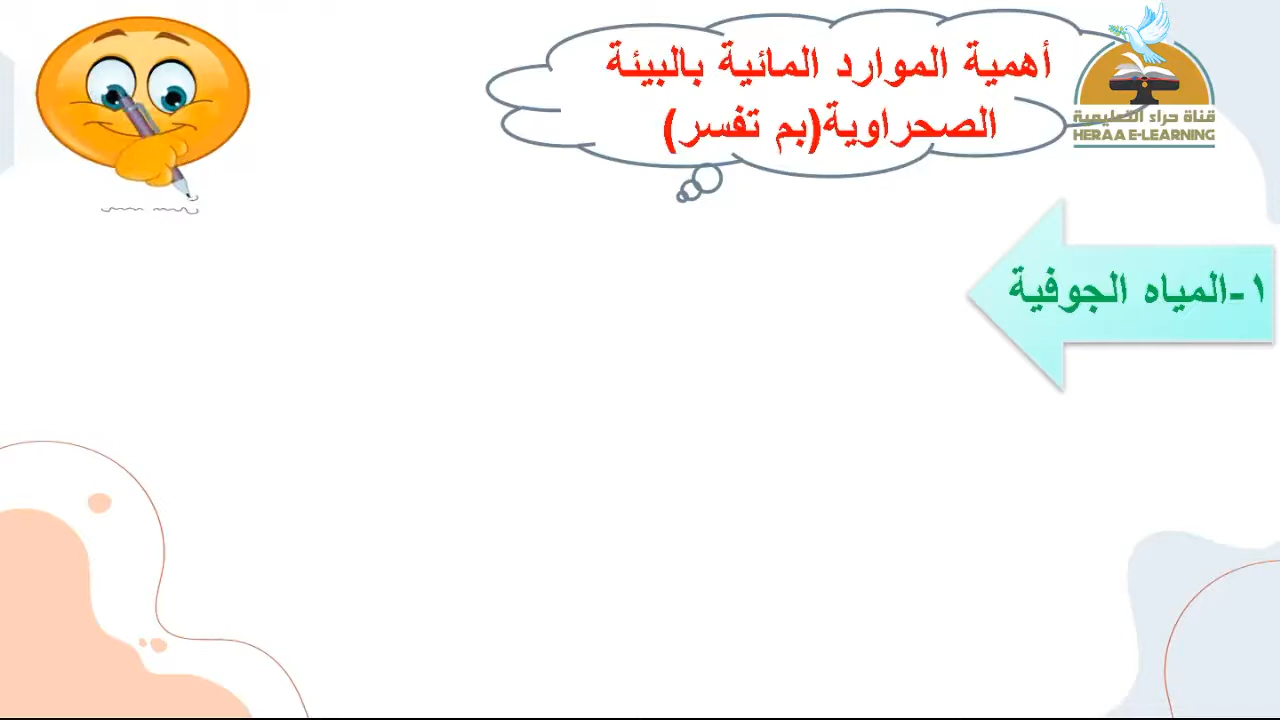 أهمية الموارد المائية بالبيئة
الصحراوية(بم تفسر)
قناة حراء التعليمية
HERAA E-LEARNING
١-المياه الجوفية